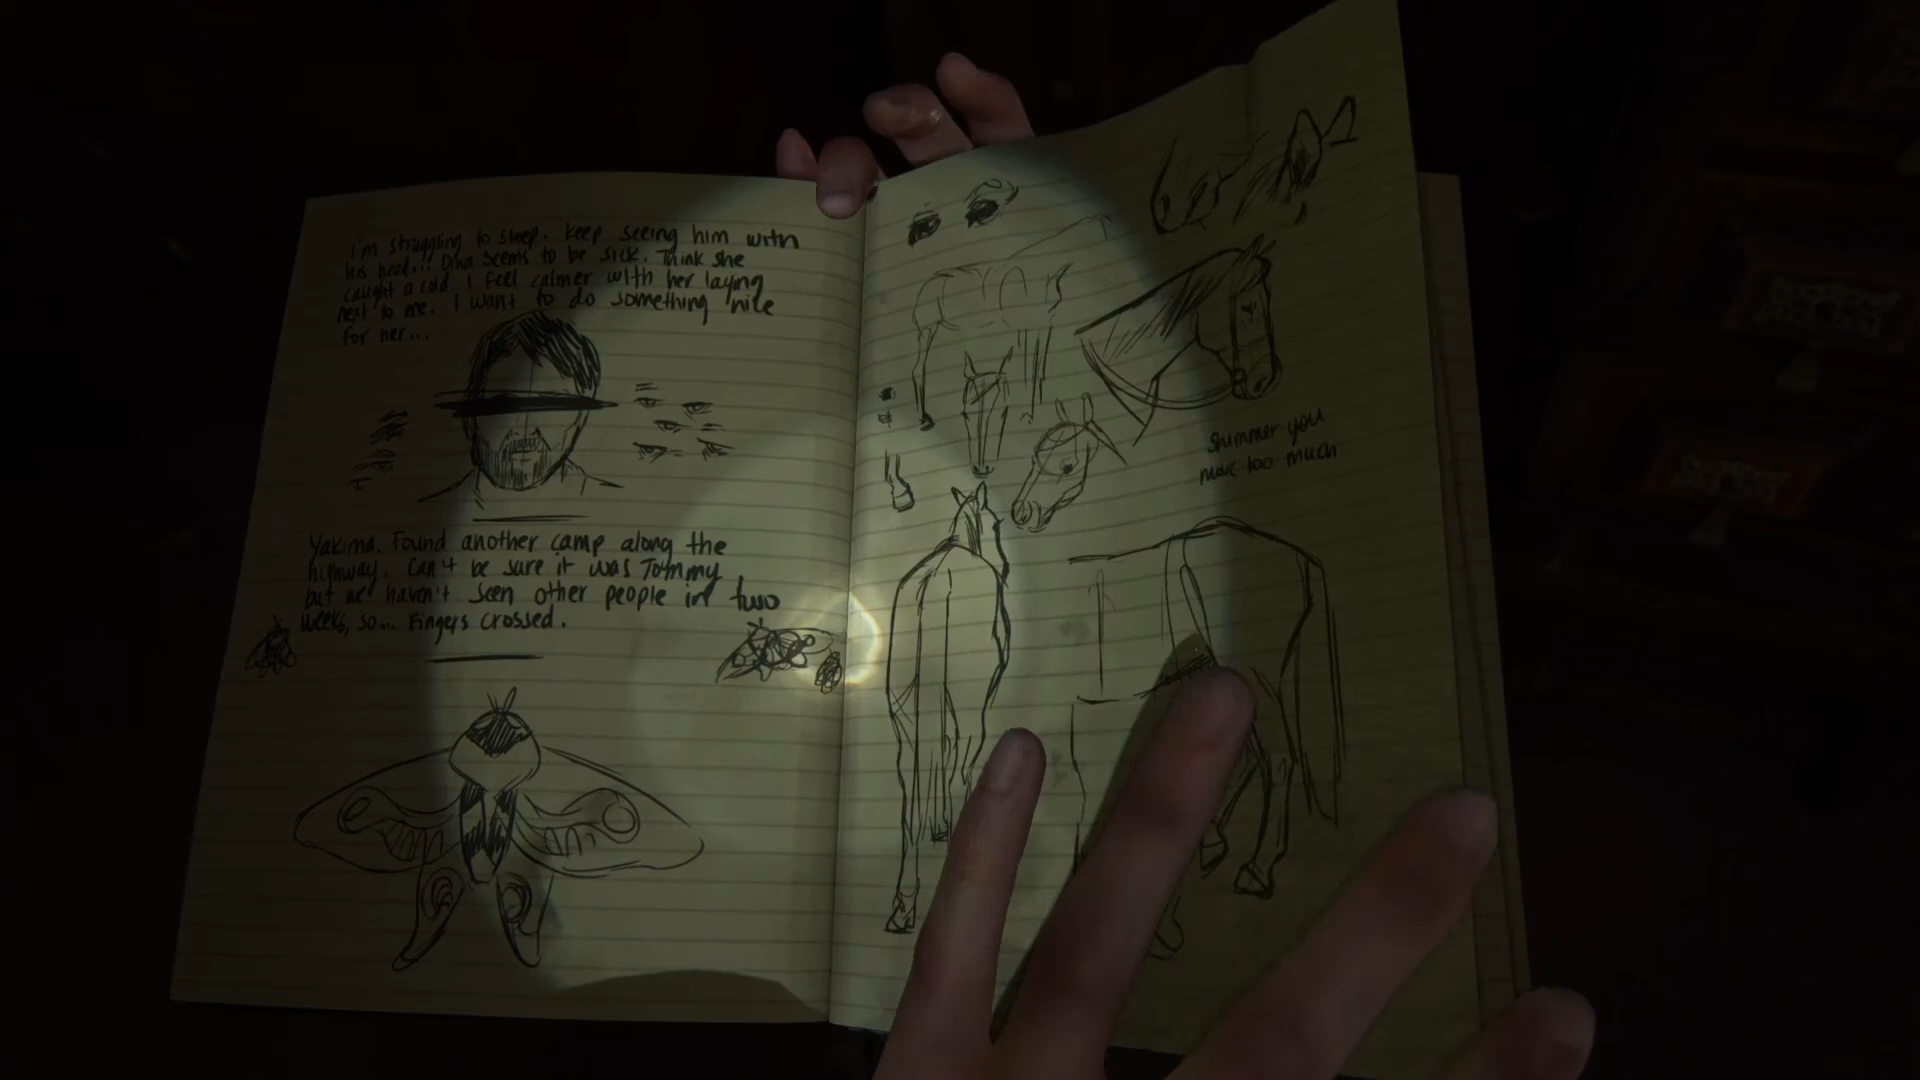 I'm struggling to sleep. Keep seeing him with
his head... Dina seems to be sick. Think she
caught a cold. I feel calmer with her laying
next to me. I want to do something nice
for her...
Yakima. Found another camp along the
highway. Can't be sure it was Tommy
but we haven't seen other people in two
weeks, so... Fingers crossed.
Shimmer you
move too much